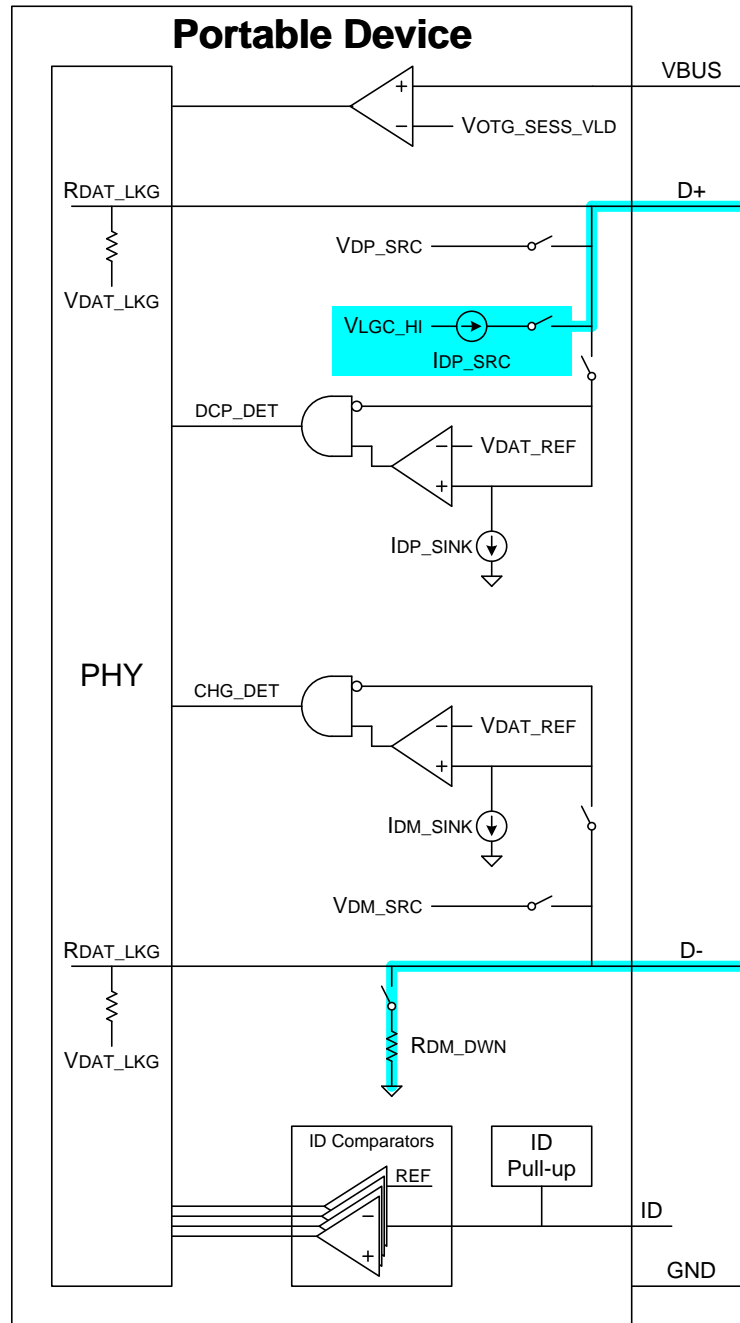 Portable Device
VBUS
+
−
VOTG_SESS_VLD
RDAT_LKG
D+
VDP_SRC
VDAT_LKG
VLGC_HI
IDP_SRC
DCP_DET
−
VDAT_REF
+
IDP_SINK
PHY
CHG_DET
−
VDAT_REF
+
IDM_SINK
VDM_SRC
RDAT_LKG
D-
RDM_DWN
VDAT_LKG
ID Comparators
REF
ID
Pull-up
−
+
ID
GND